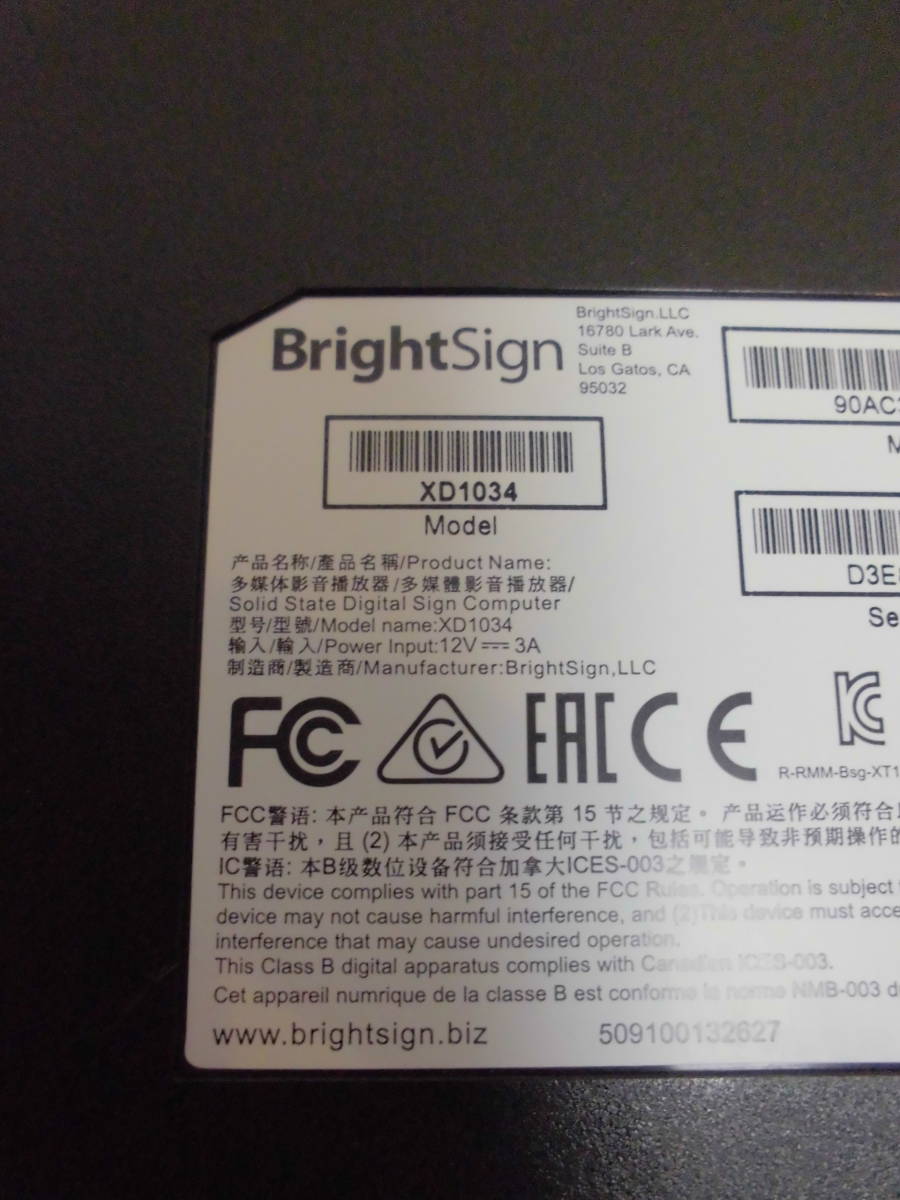 BrightSign
BrightSign.LLC
16780 Lark Ave.
Suite B
Los Gatos, CA
95032
90AC3
M
XD1034
Model
D3E
Se
产品名称/產品名稱/Product Name:
多媒体影音播放器/多媒體影音播放器/
Solid State Digital Sign Computer
型号/型號/Model name:XD1034
输入/輸入/Power Input:12V⎓3A
制造商/製造商/Manufacturer:BrightSign,LLC
FC EAC CE KC
R-RMM-Bsg-XT1
FCC警语: 本产品符合 FCC 条款第 15 节之规定。 产品运作必须符合
有害干扰，且 (2) 本产品须接受任何干扰，包括可能导致非预期操作的
IC警语: 本B级数位设备符合加拿大ICES-003之规定。
This device complies with part 15 of the FCC Rules. Operation is subject
device may not cause harmful interference, and (2)This device must acce
interference that may cause undesired operation.
This Class B digital apparatus complies with Canadian ICES-003.
Cet appareil numrique de la classe B est conforme le norme NMB-003 d
www.brightsign.biz
509100132627